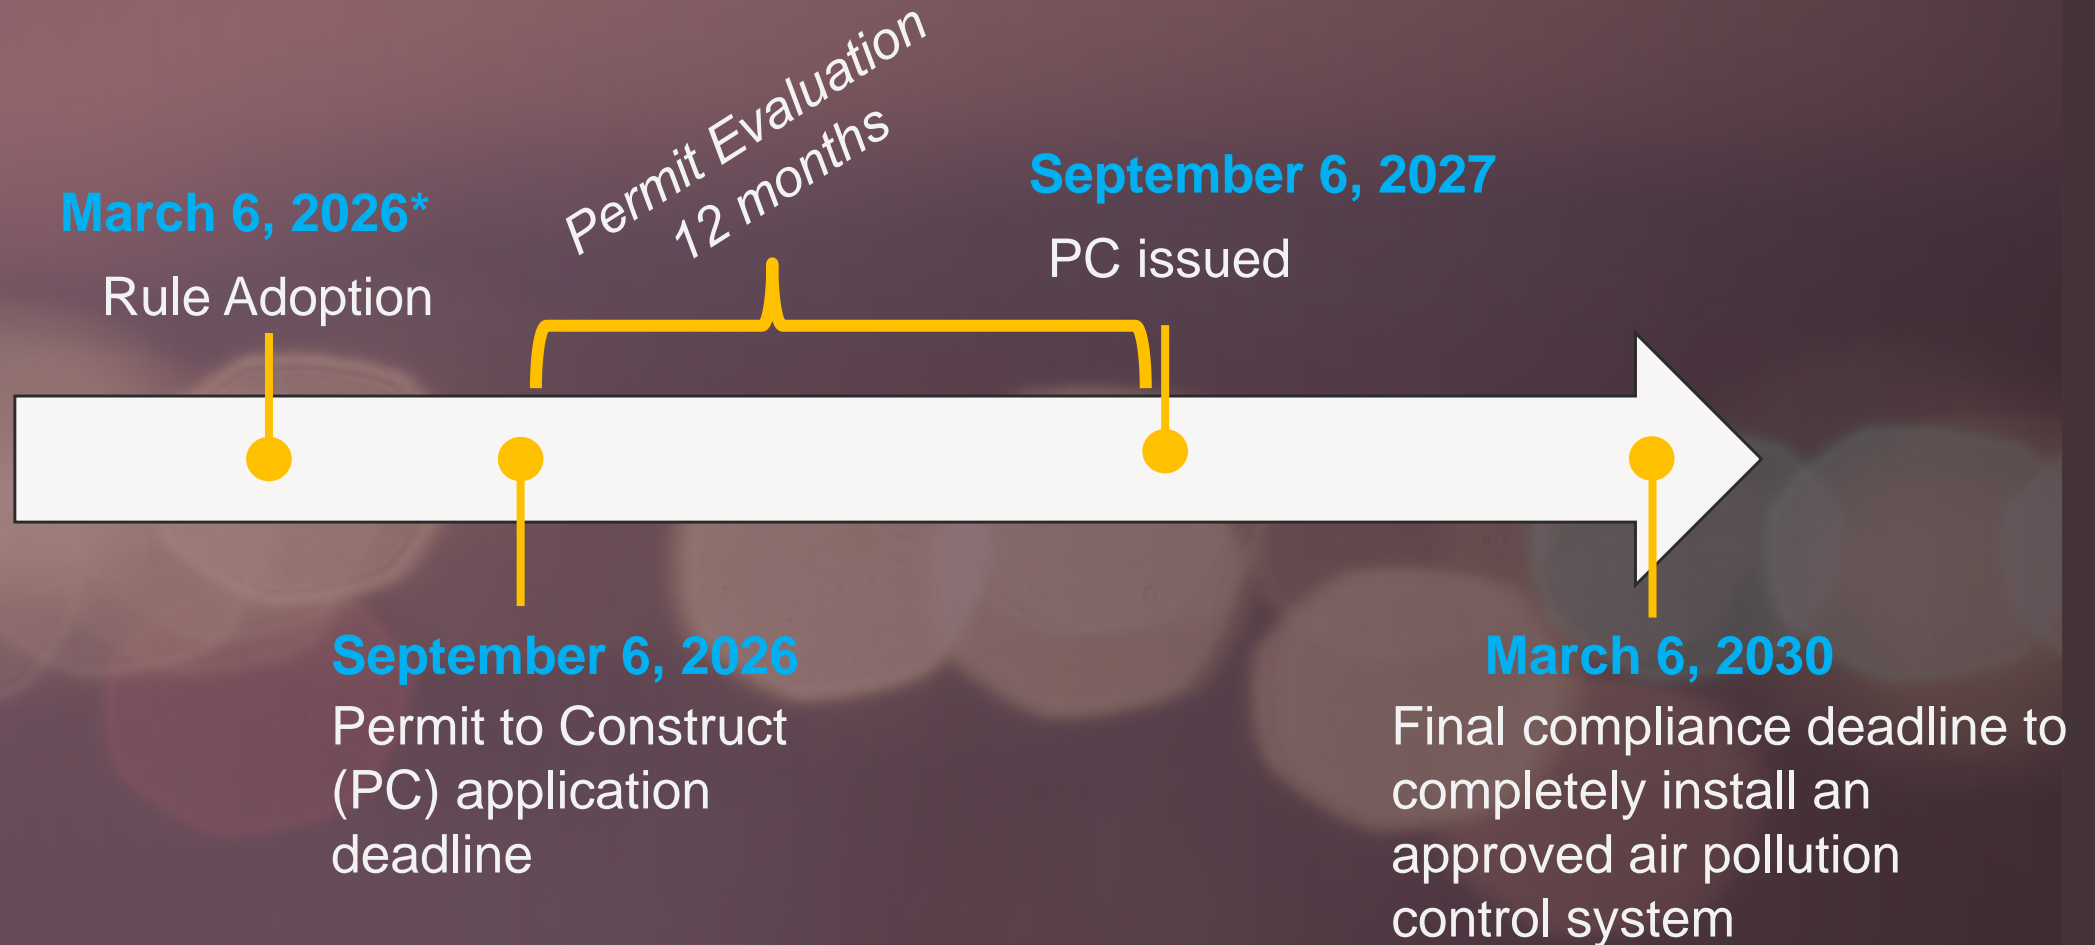 March 6, 2026*
Rule Adoption
Permit Evaluation
12 months
September 6, 2027
PC issued
September 6, 2026
Permit to Construct
(PC) application
deadline
March 6, 2030
Final compliance deadline to
completely install an
approved air pollution
control system